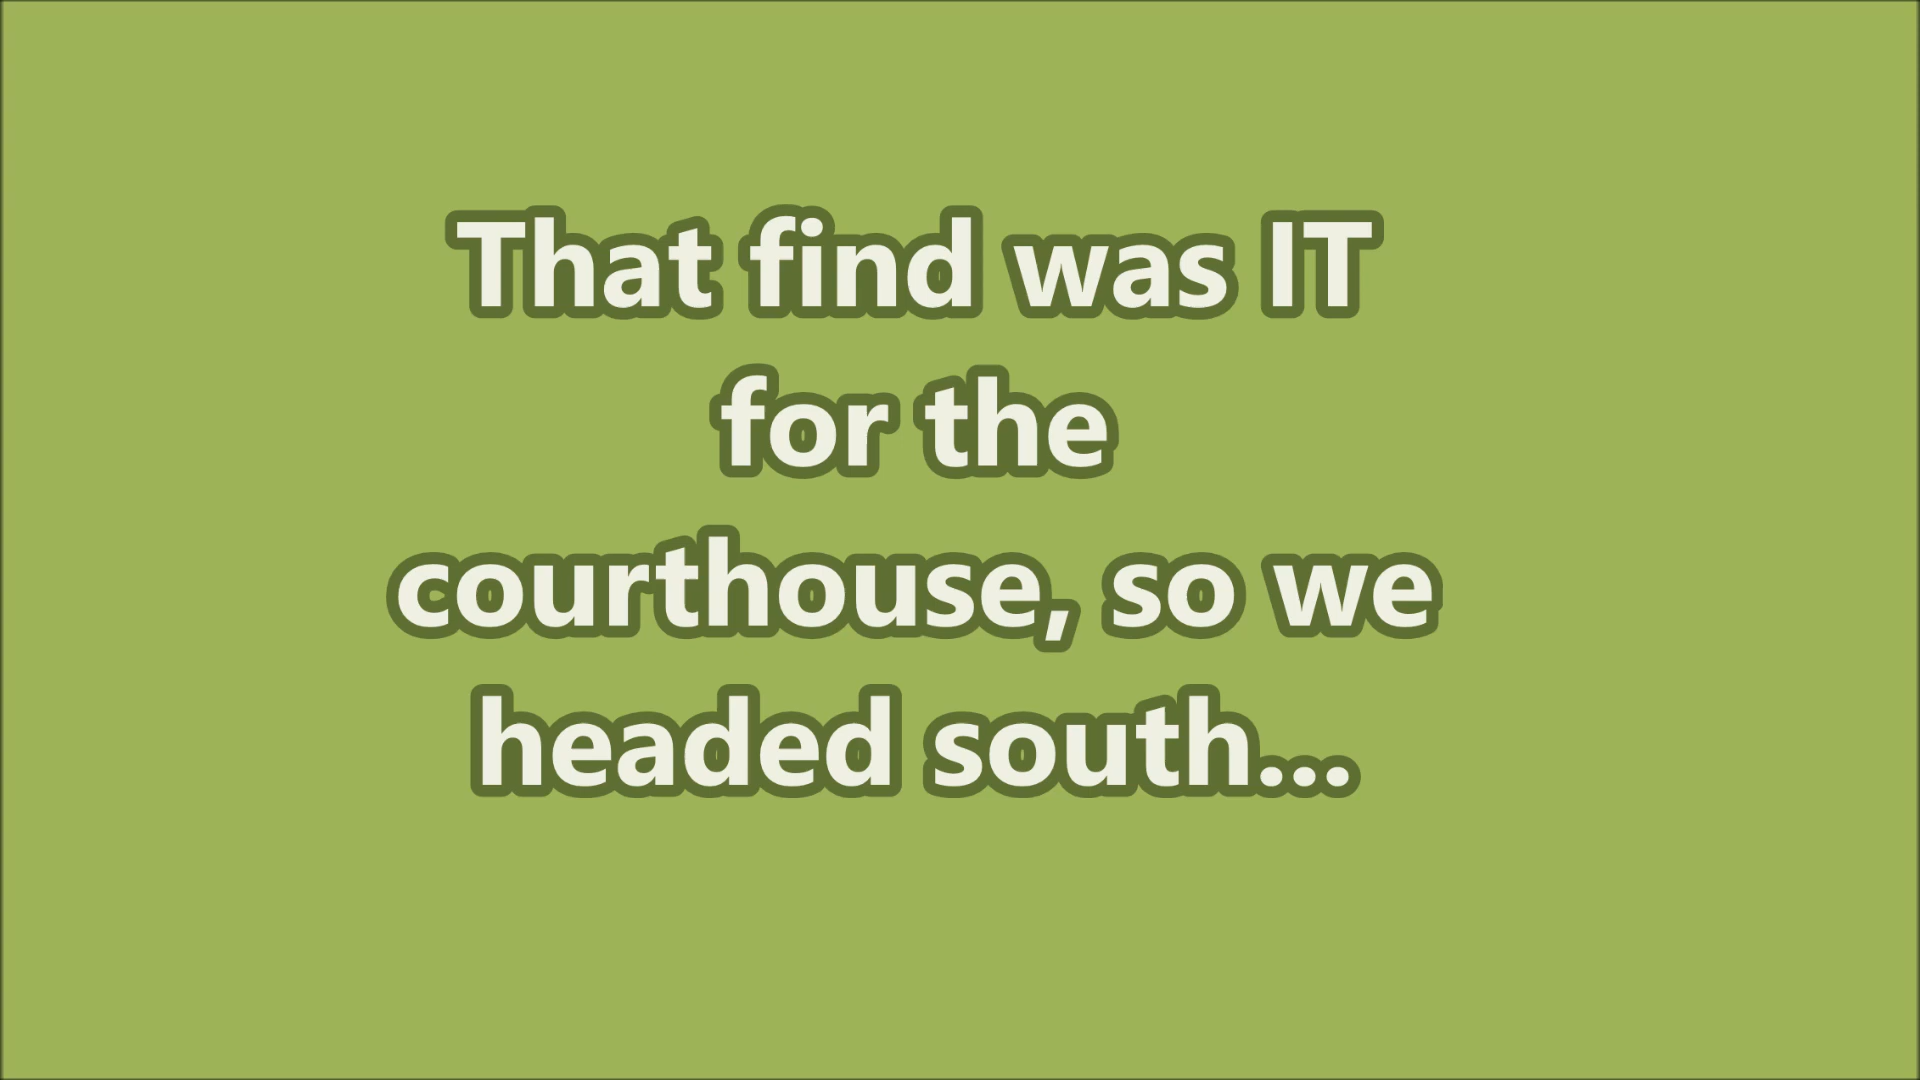 That find was IT
for the
courthouse, so we
headed south...